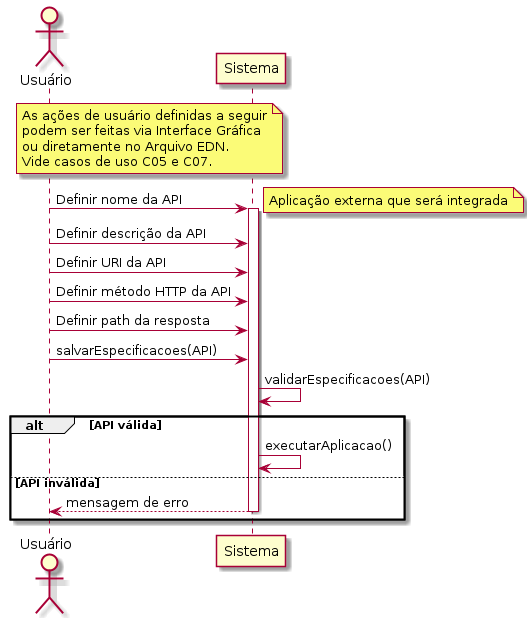 Usuário
Sistema
As ações de usuário definidas a seguir
podem ser feitas via Interface Gráfica
ou diretamente no Arquivo EDN.
Vide casos de uso C05 e C07.
Definir nome da API
Aplicação externa que será integrada
Definir descrição da API
Definir URI da API
Definir método HTTP da API
Definir path da resposta
salvarEspecificacoes(API)
validarEspecificacoes(API)
alt
[API válida]
executarAplicacao()
[API inválida]
mensagem de erro
Usuário
Sistema